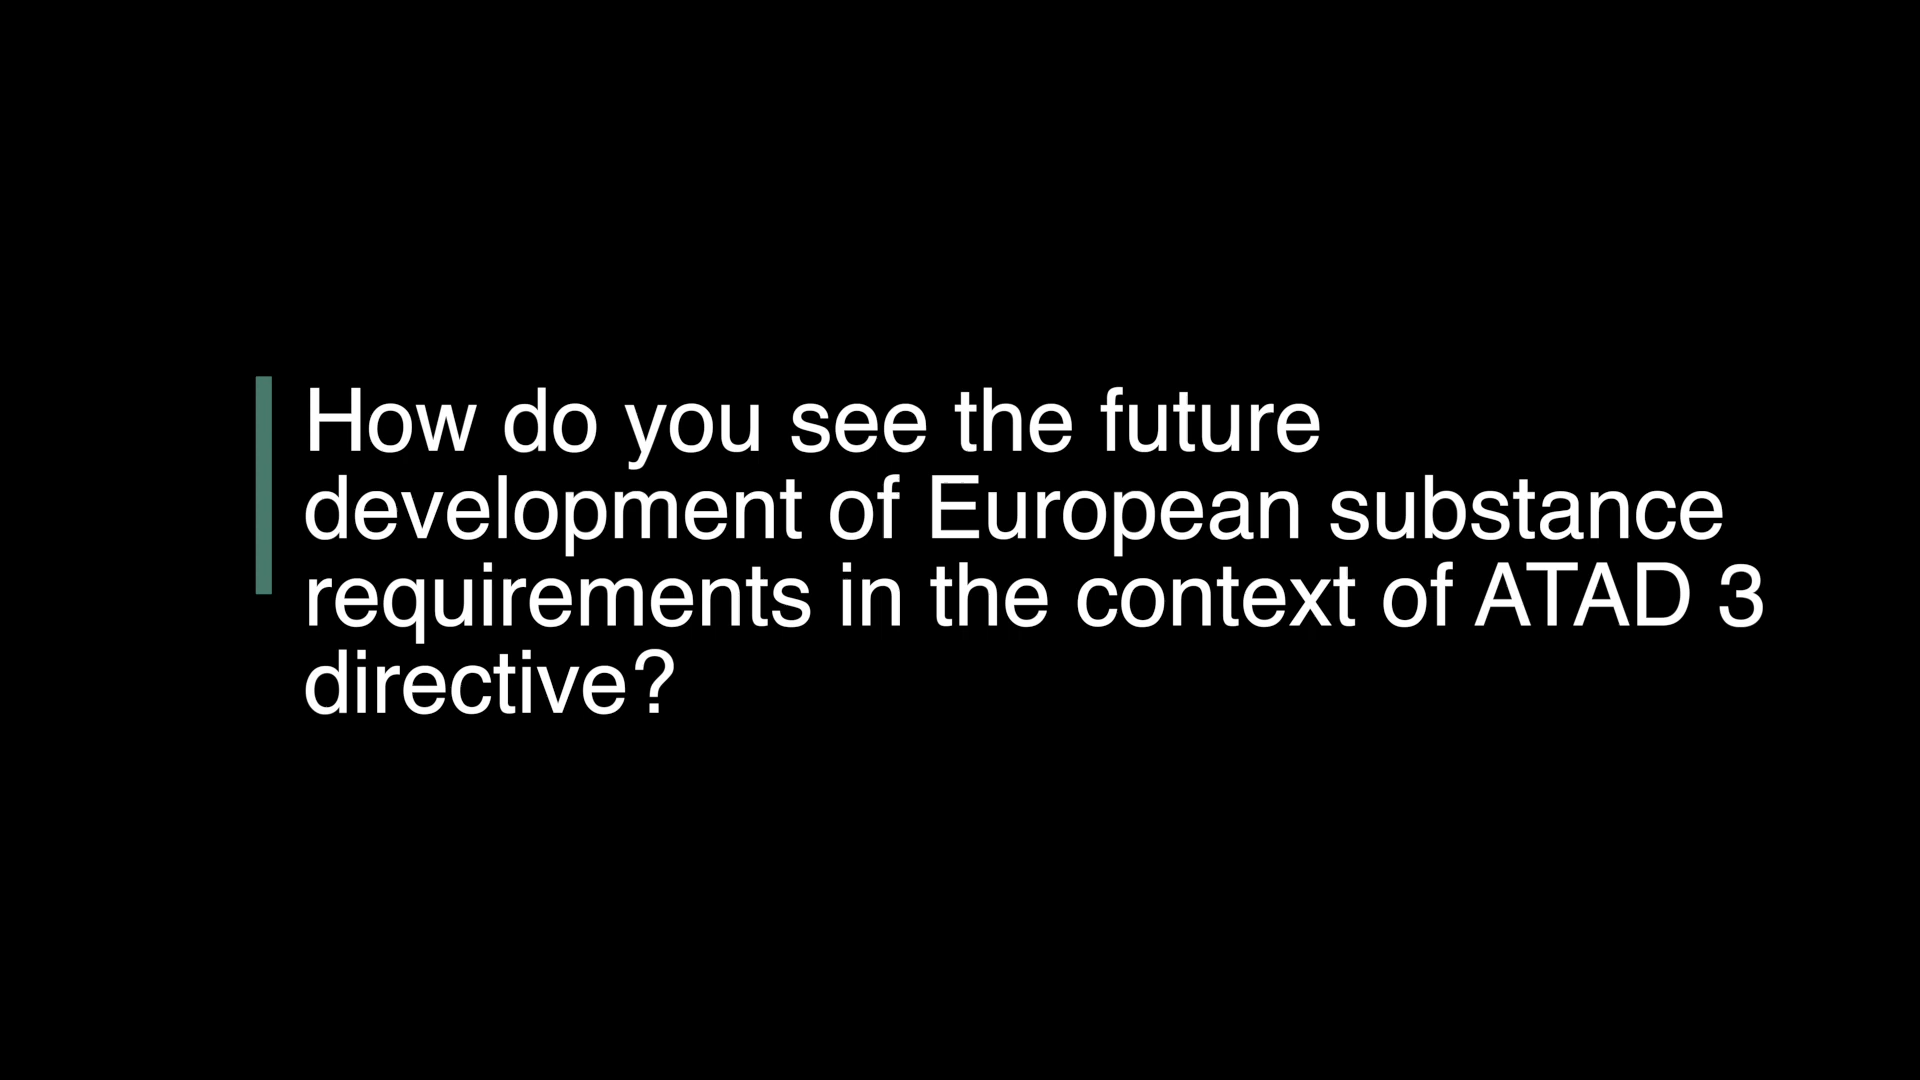 How do you see the future
development of European substance
requirements in the context of ATAD 3
directive?